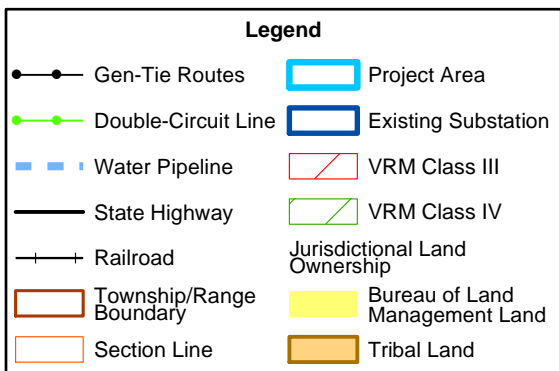 Legend
Gen-Tie Routes
Double-Circuit Line
Water Pipeline
State Highway
Railroad
Township/Range
Boundary
Section Line
Project Area
Existing Substation
VRM Class III
VRM Class IV
Jurisdictional Land
Ownership
Bureau of Land
Management Land
Tribal Land